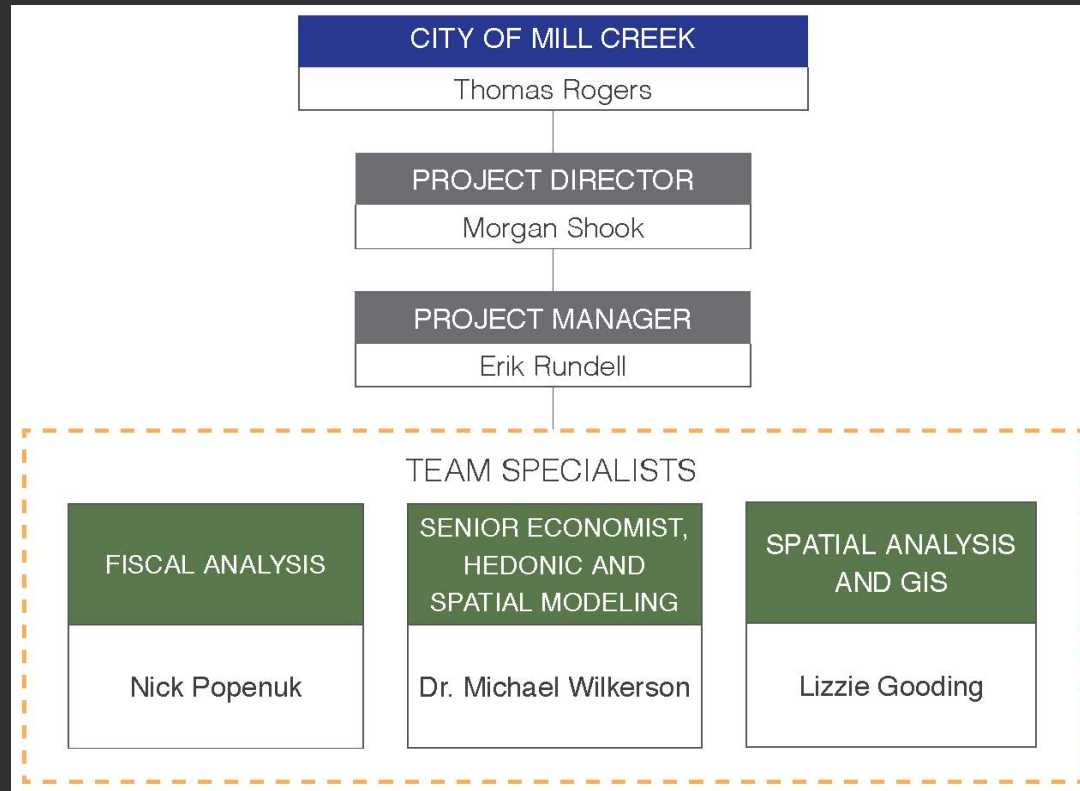 CITY OF MILL CREEK
Thomas Rogers
PROJECT DIRECTOR
Morgan Shook
PROJECT MANAGER
Erik Rundell
TEAM SPECIALISTS
FISCAL ANALYSIS
Nick Popenuk
SENIOR ECONOMIST,
HEDONIC AND
SPATIAL MODELING
Dr. Michael Wilkerson
SPATIAL ANALYSIS
AND GIS
Lizzie Gooding